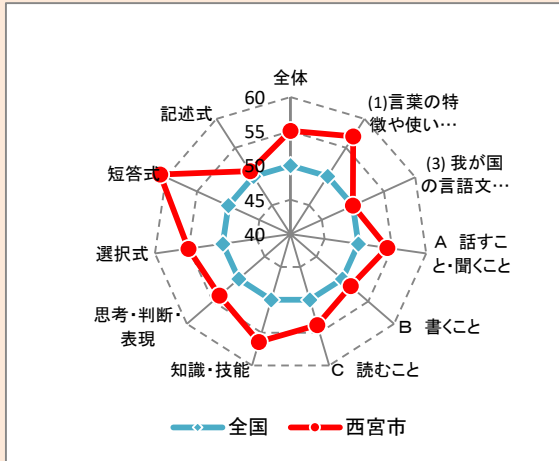 全体
60
55
50
45
40
(1)言葉の特
徴や使い…
(3) 我が国
の言語文…
A 話すこ
と・聞くこと
B 書くこと
C 読むこと
知識・技能
思考・判断・
表現
選択式
短答式
記述式
全国
西宮市